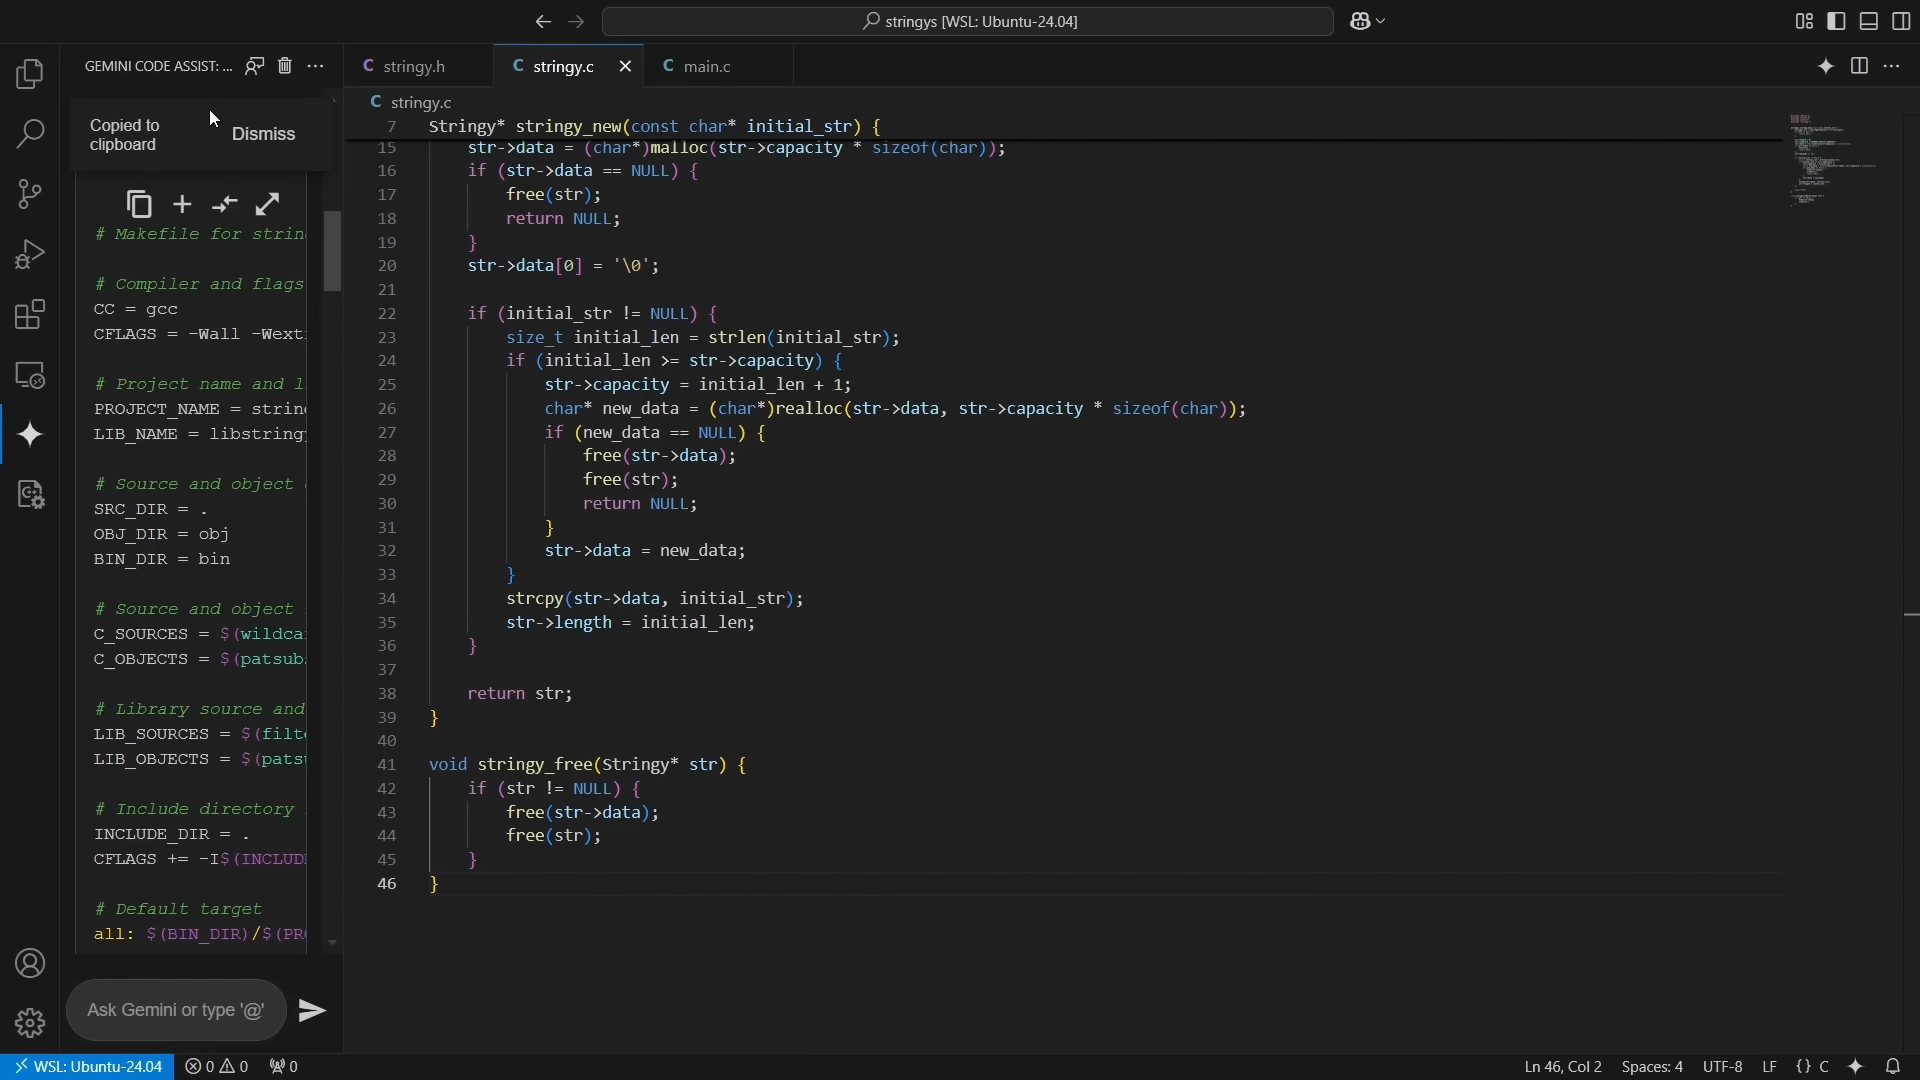 stringys [WSL: Ubuntu-24.04]
GEMINI CODE ASSIST: ...
Copied to
clipboard
Dismiss
# Makefile for strin
# Compiler and flags
CC = gcc
CFLAGS = -Wall -Wext
# Project name and l
PROJECT_NAME = strin
LIB_NAME = libstringy
# Source and object
SRC_DIR = .
OBJ_DIR = obj
BIN_DIR = bin
# Source and object
C_SOURCES = $(wildca
C_OBJECTS = $(patsub
# Library source and
LIB_SOURCES = $(filt
LIB_OBJECTS = $(pats
# Include directory
INCLUDE_DIR = .
CFLAGS += -I$(INCLUD
# Default target
all: $(BIN_DIR)/$(PR
Ask Gemini or type '@'
C stringy.h
C stringy.c
C main.c
C stringy.c
7 Stringy* stringy_new(const char* initial_str) {
15 str->data = (char*)malloc(str->capacity * sizeof(char));
16 if (str->data == NULL) {
17 free(str);
18 return NULL;
19 }
20 str->data[0] = '\0';
21
22 if (initial_str != NULL) {
23 size_t initial_len = strlen(initial_str);
24 if (initial_len >= str->capacity) {
25 str->capacity = initial_len + 1;
26 char* new_data = (char*)realloc(str->data, str->capacity * sizeof(char));
27 if (new_data == NULL) {
28 free(str->data);
29 free(str);
30 return NULL;
31 }
32 str->data = new_data;
33 }
34 strcpy(str->data, initial_str);
35 str->length = initial_len;
36 }
37
38 return str;
39 }
40
41 void stringy_free(Stringy* str) {
42 if (str != NULL) {
43 free(str->data);
44 free(str);
45 }
46 }
WSL: Ubuntu-24.04
0
0
0
Ln 46, Col 2
Spaces: 4
UTF-8
LF
{} C